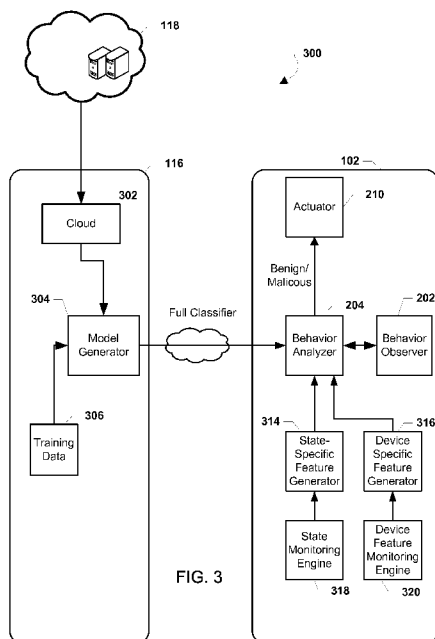 118
300
116
302
Cloud
304
Model
Generator
306
Training
Data
Full Classifier
102
Actuator
210
Benign/
Malicous
204
202
Behavior
Analyzer
Behavior
Observer
314
316
State-
Specific
Feature
Generator
Device
Specific
Feature
Generator
State
Monitoring
Engine
Device Feature
Monitoring
Engine
318
320
FIG. 3